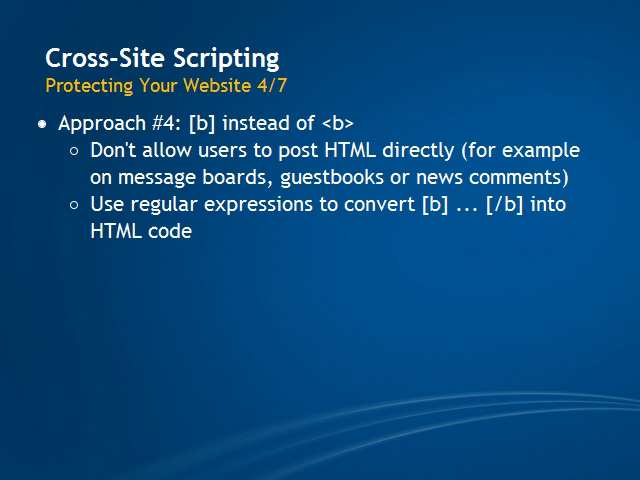 Cross-Site Scripting
Protecting Your Website 4/7
Approach #4: [b] instead of <b>
Don't allow users to post HTML directly (for example
on message boards, guestbooks or news comments)
Use regular expressions to convert [b] ... [/b] into
HTML code